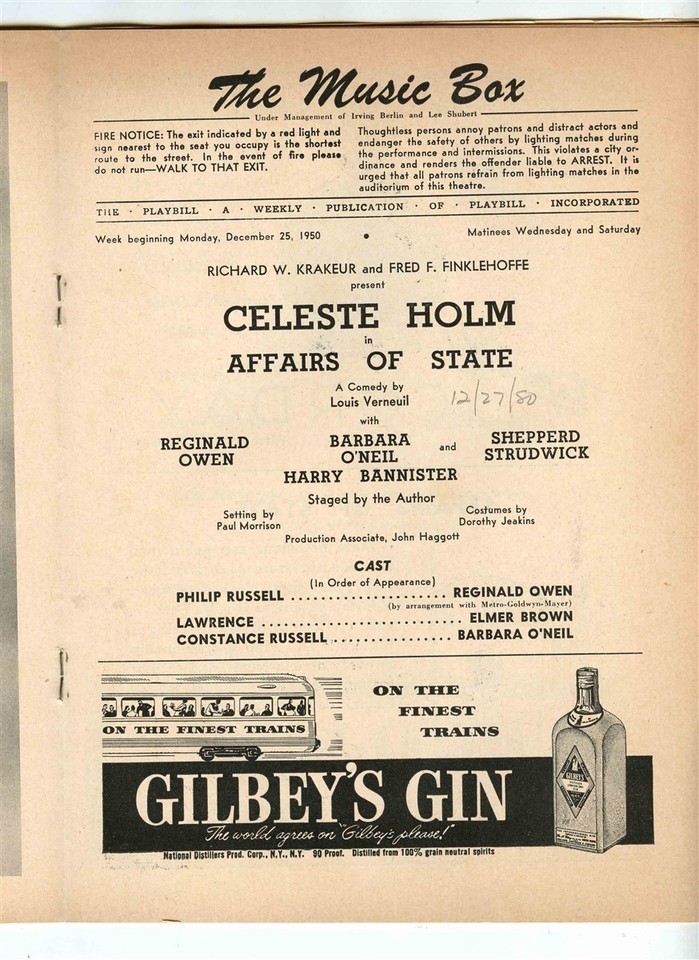 The Music Box
Under Management of Irving Berlin and Lee Shubert
FIRE NOTICE: The exit indicated by a red light and
sign nearest to the seat you occupy is the shortest
route to the street. In the event of fire please
do not run—WALK TO THAT EXIT.
Thoughtless persons annoy patrons and distract actors and
endanger the safety of others by lighting matches during
the performance and intermissions. This violates a city or-
dinance and renders the offender liable to ARREST. It is
urged that all patrons refrain from lighting matches in the
auditorium of this theatre.
THE · PLAYBILL · A · WEEKLY · PUBLICATION · OF · PLAYBILL · INCORPORATED
Week beginning Monday, December 25, 1950 • Matinees Wednesday and Saturday
RICHARD W. KRAKEUR and FRED F. FINKLEHOFFE
present
CELESTE HOLM
in
AFFAIRS OF STATE
A Comedy by
Louis Verneuil
12/27/50
with
REGINALD
OWEN
BARBARA
O'NEIL
and
SHEPPERD
STRUDWICK
HARRY BANNISTER
Staged by the Author
Setting by
Paul Morrison
Costumes by
Dorothy Jeakins
Production Associate, John Haggott
CAST
(In Order of Appearance)
PHILIP RUSSELL ...................... REGINALD OWEN
(by arrangement with Metro-Goldwyn-Mayer)
LAWRENCE .......................... ELMER BROWN
CONSTANCE RUSSELL ............... BARBARA O'NEIL
ON THE FINEST TRAINS
ON THE
FINEST
TRAINS
GILBEY'S GIN
The world agrees on "Gilbey's please!"
National Distillers Prod. Corp., N.Y., N.Y. 90 Proof. Distilled from 100% grain neutral spirits
GILBEY'S